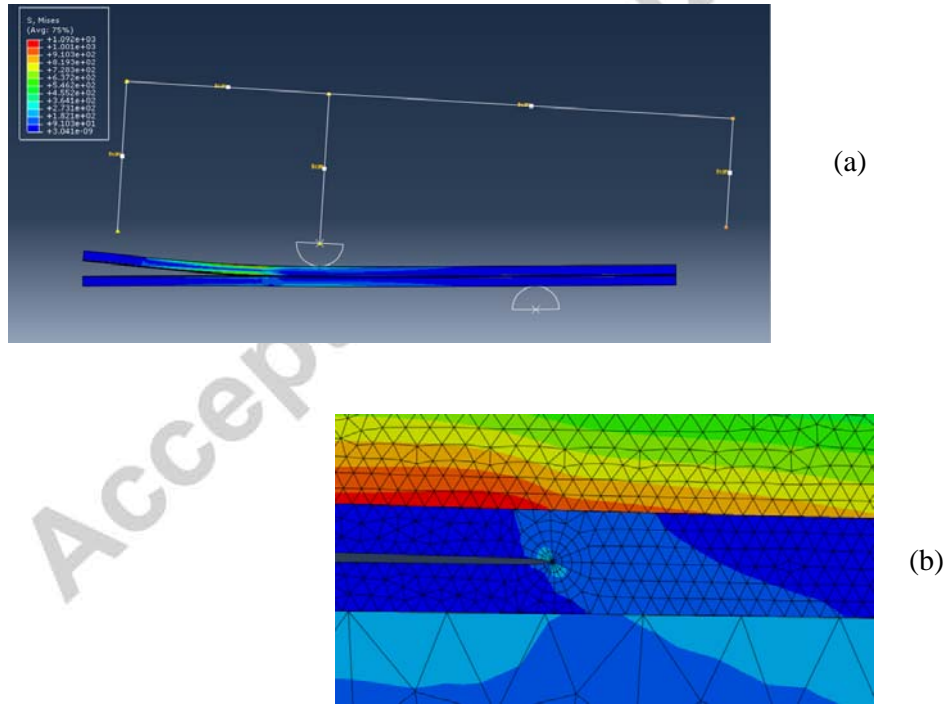 S, Mises
(Avg: 75%)
+1.092e+03
+1.001e+03
+9.103e+02
+8.193e+02
+7.283e+02
+6.372e+02
+5.462e+02
+4.552e+02
+3.641e+02
+2.731e+02
+1.821e+02
+9.103e+01
+3.041e-09
(a)
Accept
(b)